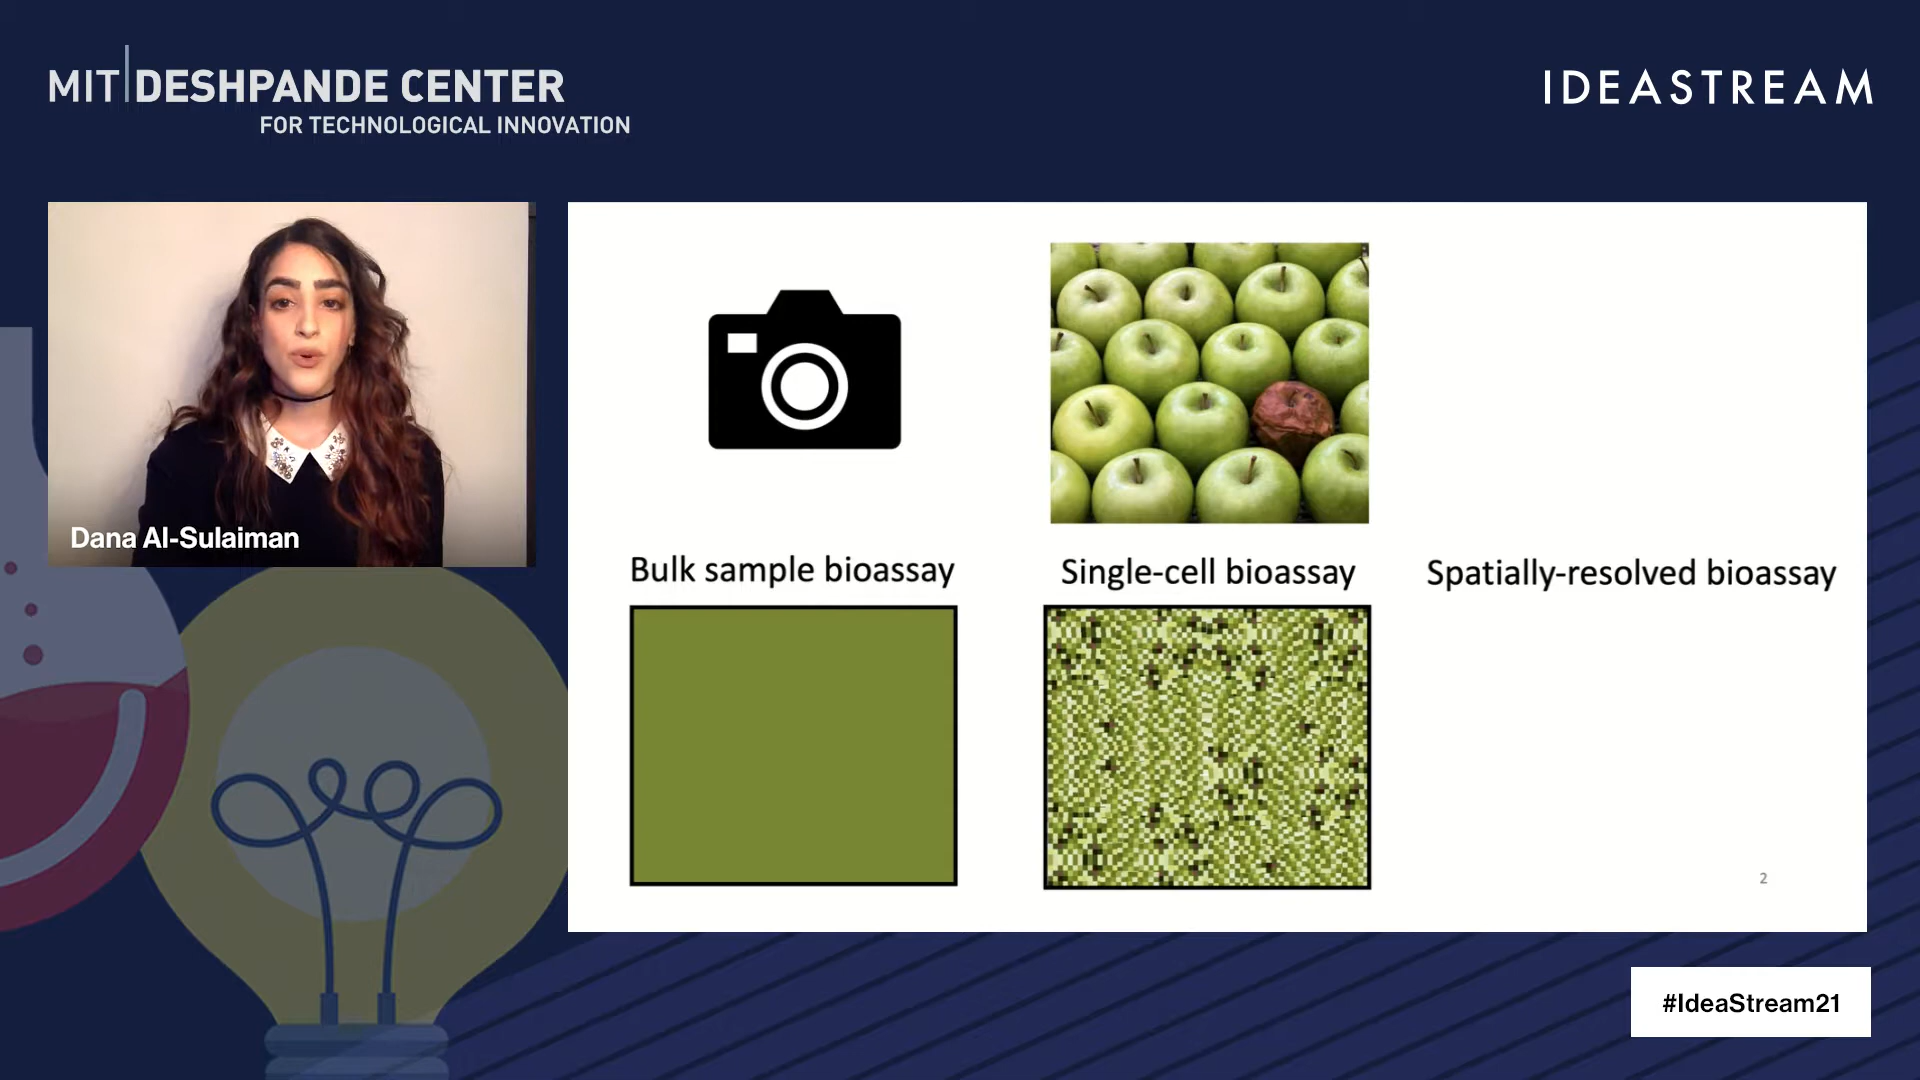 MIT DESHPANDE CENTER
FOR TECHNOLOGICAL INNOVATION
IDEASTREAM
Dana Al-Sulaiman
Bulk sample bioassay
Single-cell bioassay
Spatially-resolved bioassay
2
#IdeaStream21